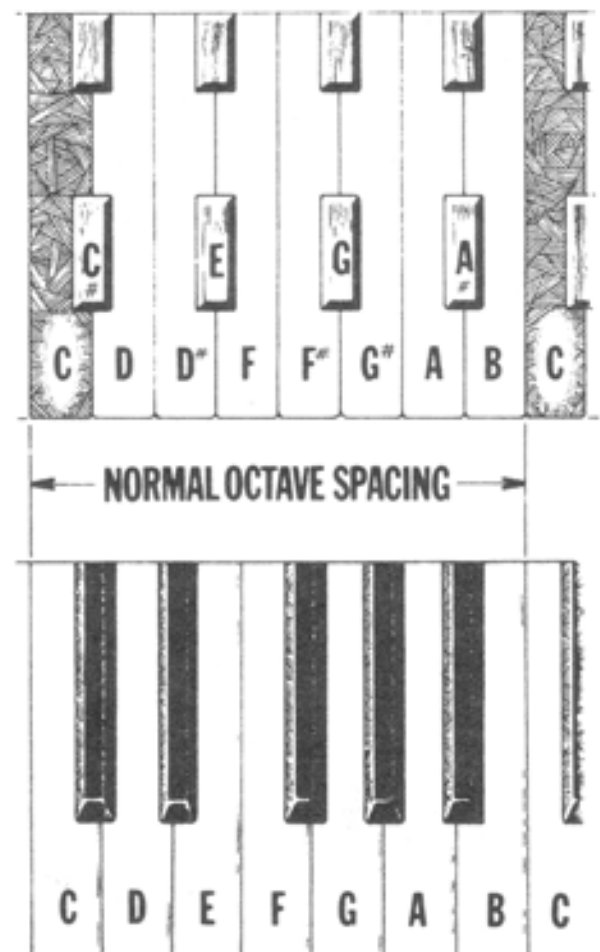 C# E G A#
C D D# F F# G# A B C
NORMAL OCTAVE SPACING
C D E F G A B C